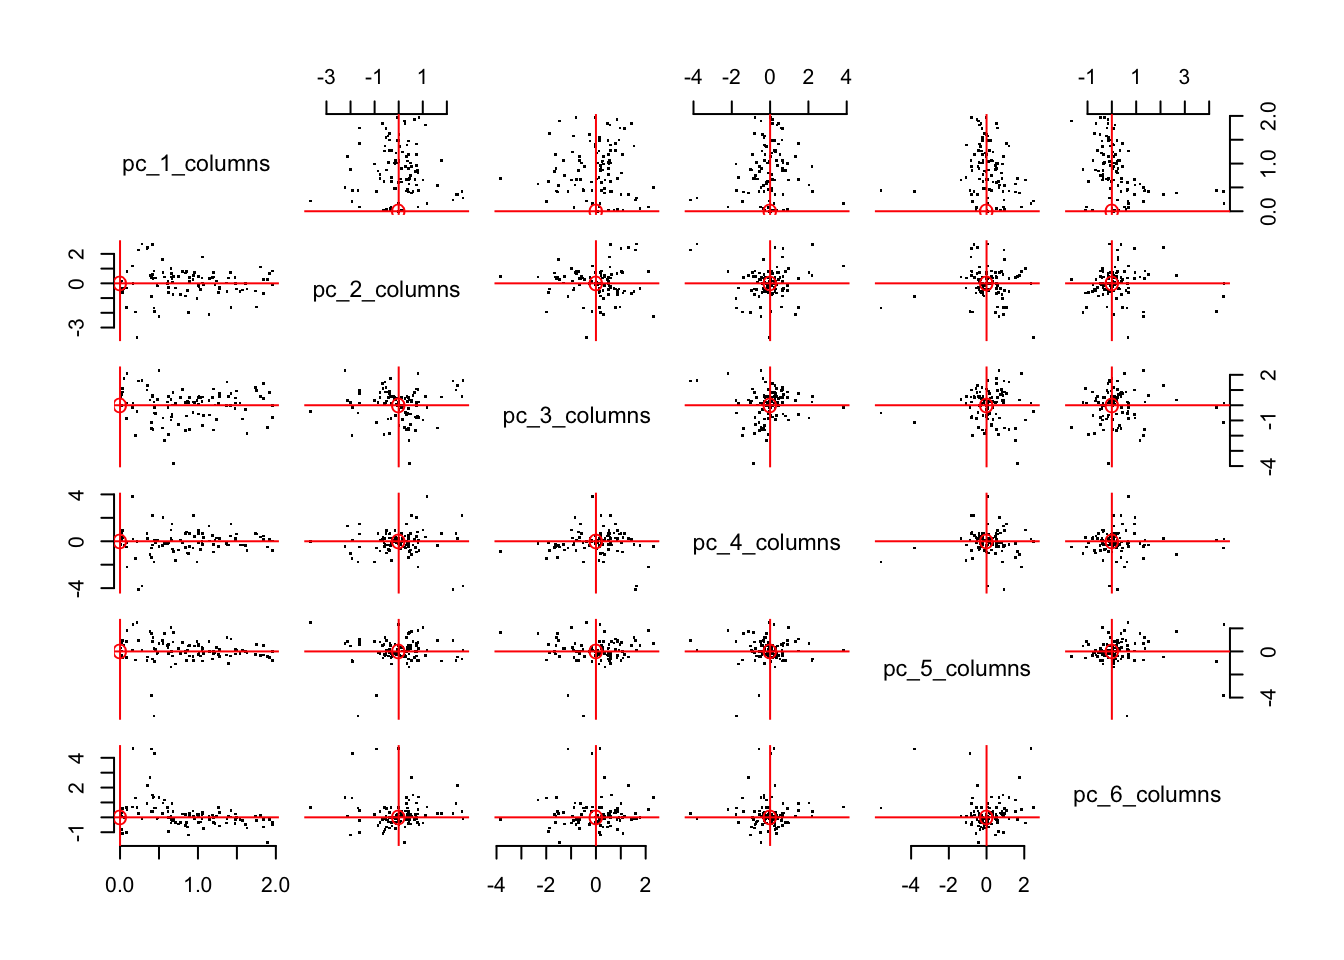 -3 -1 1 -4 -2 0 2 4 -1 1 3
pc_1_columns 0.0 1.0 2.0
-3 0 2 pc_2_columns
pc_3_columns -4 -1 2
-4 0 4 pc_4_columns
pc_5_columns -4 0
-1 2 4 pc_6_columns
0.0 1.0 2.0 -4 -2 0 2 -4 -2 0 2